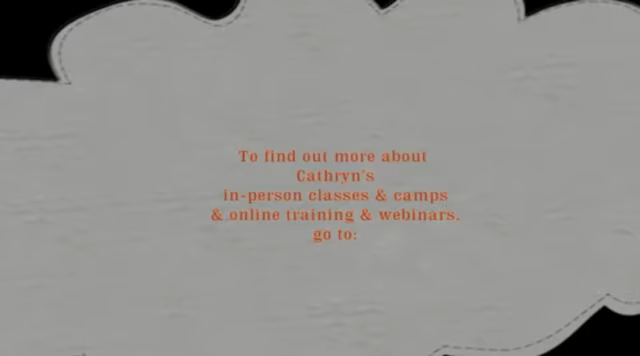 To find out more about
Cathryn's
in-person classes & camps
& online training & webinars,
go to: